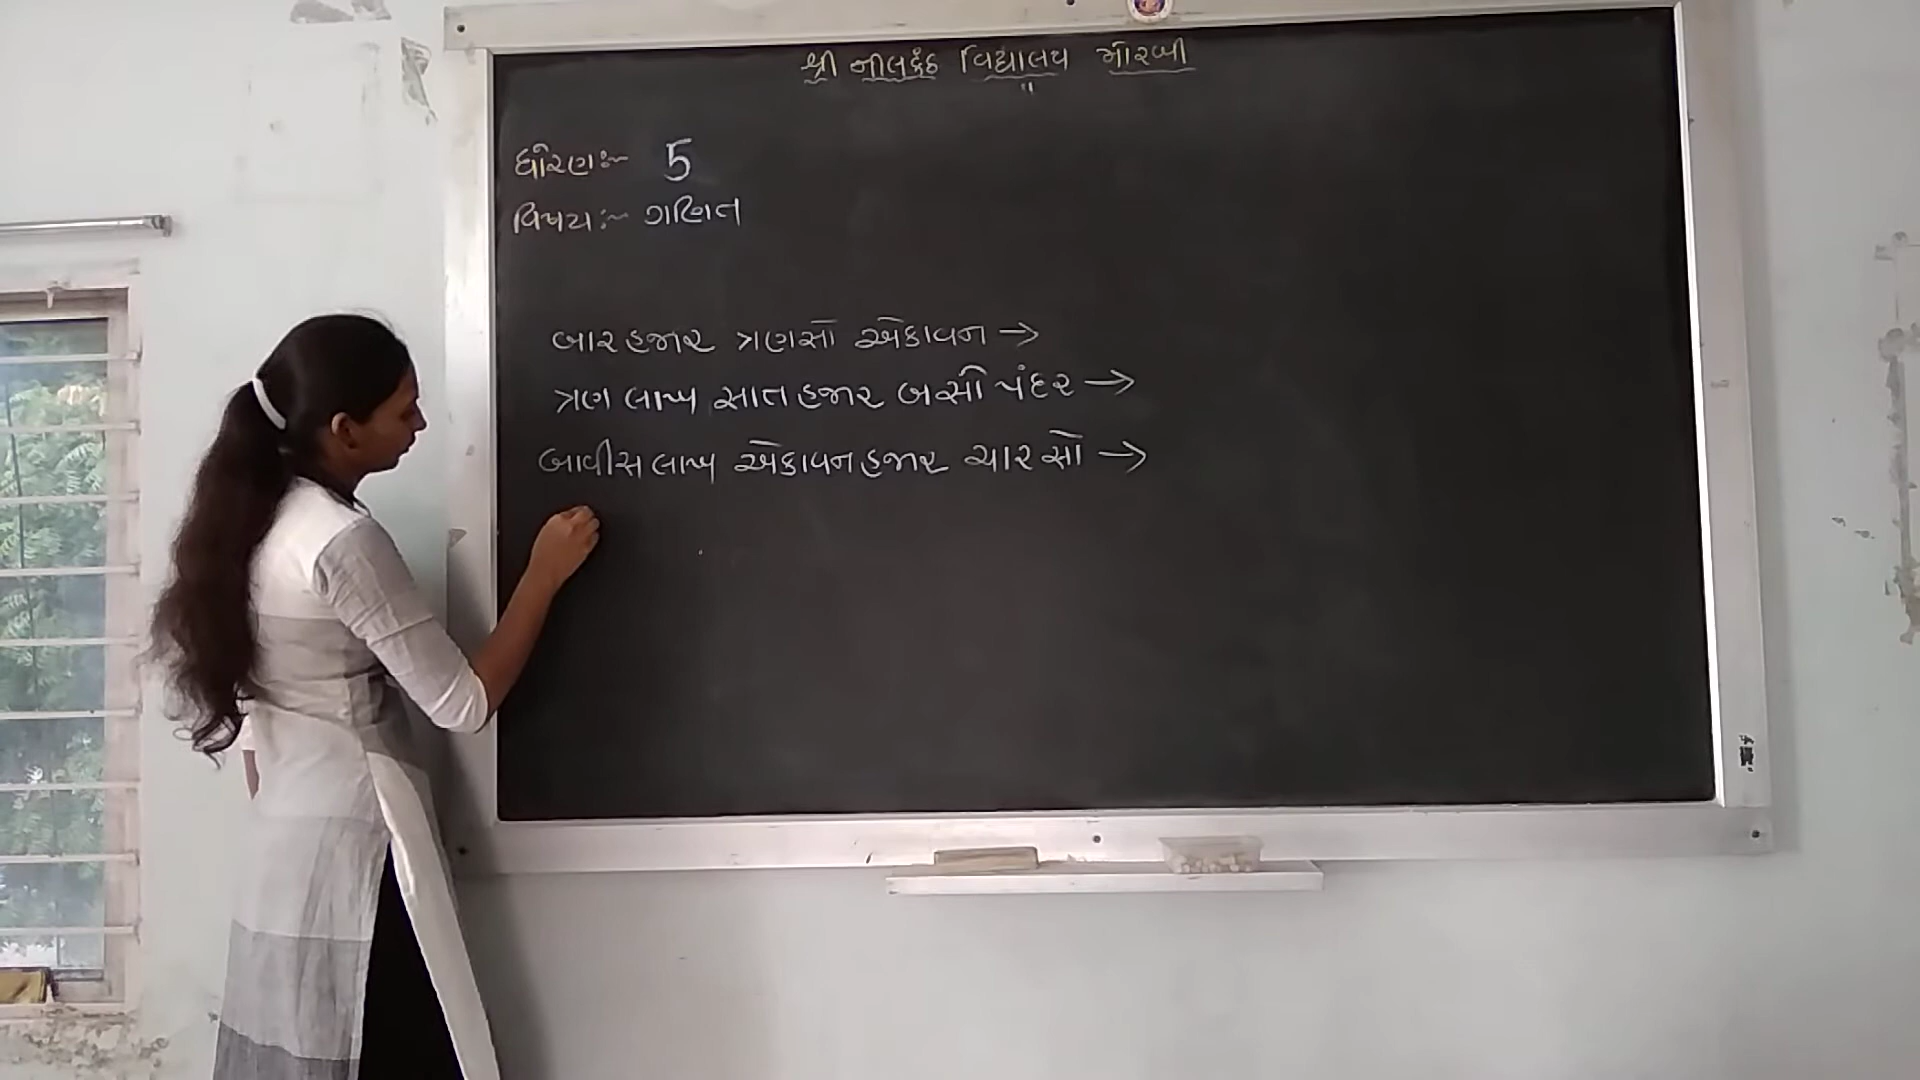 શ્રી નીલકંઠ વિદ્યાલય મોરબી
ધોરણ:- 5
વિષય:- ગણિત
બાર હજાર ત્રણસો એકાવન →
ત્રણ લાખ સાત હજાર બસો પંદર →
બાવીસ લાખ એકાવન હજાર ચારસો →